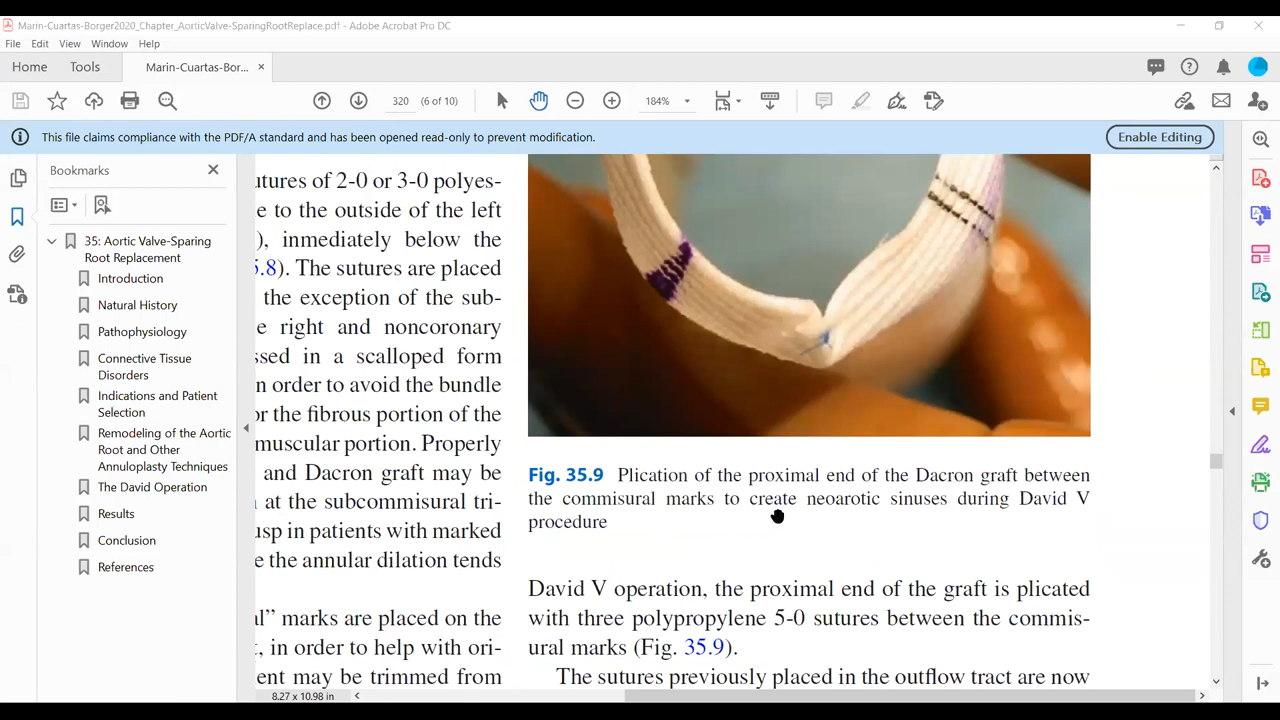 Marin-Cuartas-Borger2020_Chapter_AorticValve-SparingRootReplace.pdf - Adobe Acrobat Pro DC
File Edit View Window Help
Home Tools Marin-Cuartas-Bor... ×
320 (6 of 10) 184%
This file claims compliance with the PDF/A standard and has been opened read-only to prevent modification.
Enable Editing
Bookmarks
35: Aortic Valve-Sparing
Root Replacement
Introduction
Natural History
Pathophysiology
Connective Tissue
Disorders
Indications and Patient
Selection
Remodeling of the Aortic
Root and Other
Annuloplasty Techniques
The David Operation
Results
Conclusion
References
utures of 2-0 or 3-0 polyes-
e to the outside of the left
), inmediately below the
5.8). The sutures are placed
the exception of the sub-
e right and noncoronary
ssed in a scalloped form
n order to avoid the bundle
or the fibrous portion of the
muscular portion. Properly
and Dacron graft may be
n at the subcommisural tri-
usp in patients with marked
e the annular dilation tends
al” marks are placed on the
t, in order to help with ori-
ent may be trimmed from
8.27 x 10.98 in
Fig. 35.9 Plication of the proximal end of the Dacron graft between
the commisural marks to create neoarotic sinuses during David V
procedure
David V operation, the proximal end of the graft is plicated
with three polypropylene 5-0 sutures between the commis-
ural marks (Fig. 35.9).
The sutures previously placed in the outflow tract are now